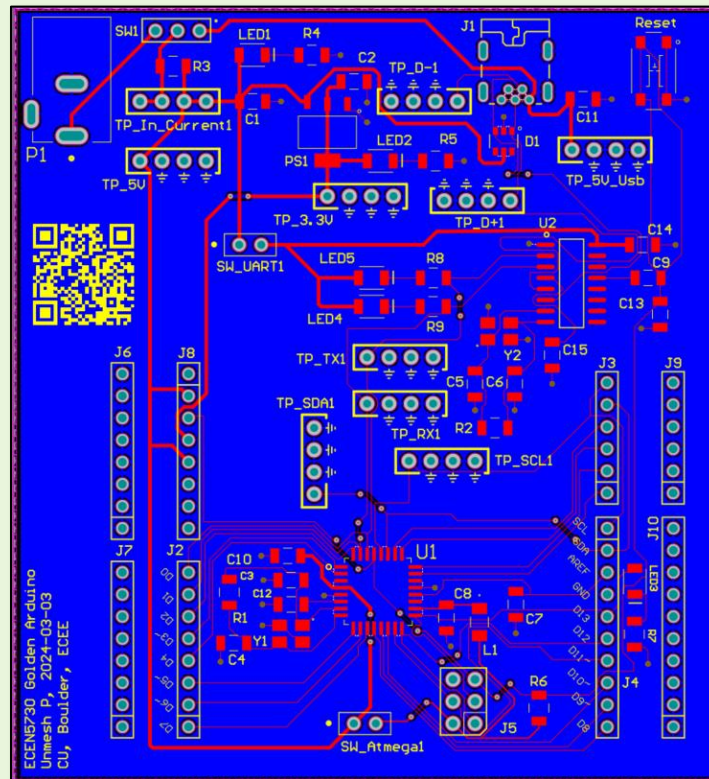 SW1
LED1
R4
J1
Reset
R3
C2
TP_D-1
P1
TP_In_Current1
C1
C11
D1
TP_5V
PS1
LED2
R5
TP_5V_Usb
TP_3.3V
TP_D+1
U2
C14
SW_UART1
LED5
R8
C9
LED4
R9
C13
J6
J8
TP_TX1
Y2
C15
J3
J9
TP_SDA1
C5
C6
TP_RX1
R2
TP_SCL1
SCL
SDA
AREF
GND
D13
D12
D11~
D10~
D9~
D8
J7
J2
D0
D1
D2
~D3
D4
~D5
~D6
D7
C10
C3
C12
R1
Y1
C4
U1
C8
C7
L1
J10
LED3
R7
J4
R6
J5
SW_Atmega1
ECEN5730 Golden Arduino
Unmesh P, 2024-03-03
CU, Boulder, ECEE